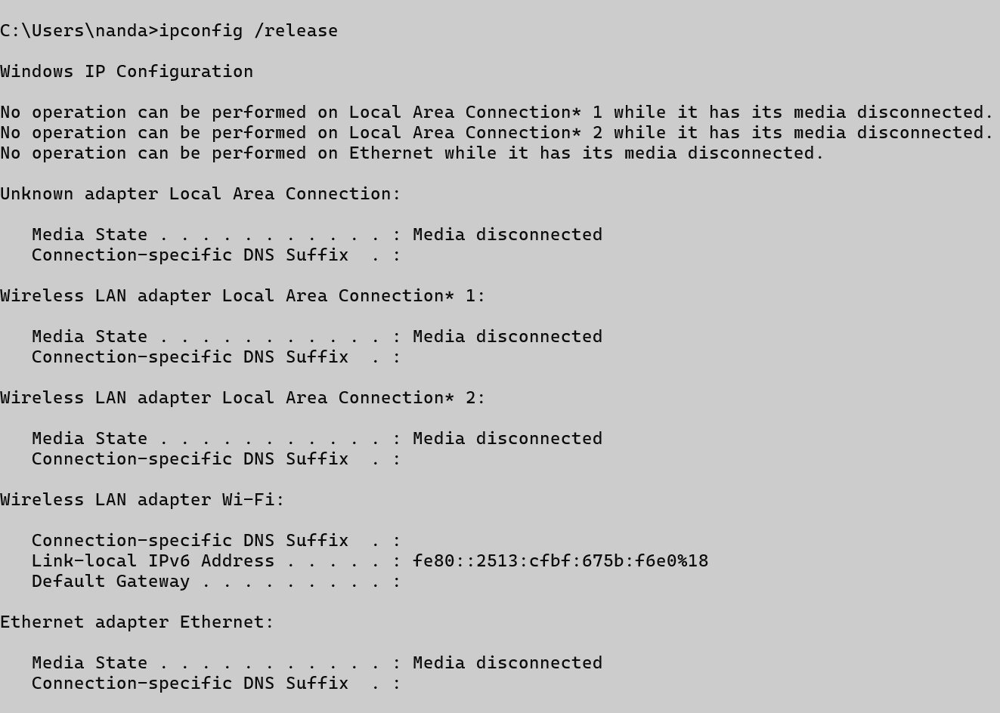 C:\Users\nanda>ipconfig /release
Windows IP Configuration
No operation can be performed on Local Area Connection* 1 while it has its media disconnected.
No operation can be performed on Local Area Connection* 2 while it has its media disconnected.
No operation can be performed on Ethernet while it has its media disconnected.
Unknown adapter Local Area Connection:
   Media State . . . . . . . . . . . : Media disconnected
   Connection-specific DNS Suffix  . :
Wireless LAN adapter Local Area Connection* 1:
   Media State . . . . . . . . . . . : Media disconnected
   Connection-specific DNS Suffix  . :
Wireless LAN adapter Local Area Connection* 2:
   Media State . . . . . . . . . . . : Media disconnected
   Connection-specific DNS Suffix  . :
Wireless LAN adapter Wi-Fi:
   Connection-specific DNS Suffix  . :
   Link-local IPv6 Address . . . . . : fe80::2513:cfbf:675b:f6e0%18
   Default Gateway . . . . . . . . . :
Ethernet adapter Ethernet:
   Media State . . . . . . . . . . . : Media disconnected
   Connection-specific DNS Suffix  . :